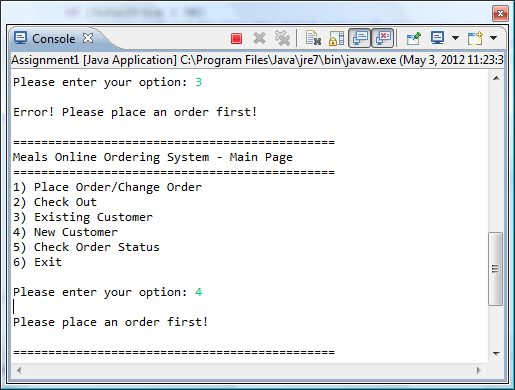 Console
Assignment1 [Java Application] C:\Program Files\Java\jre7\bin\javaw.exe (May 3, 2012 11:23:3
Please enter your option: 3
Error! Please place an order first!
==============================================
Meals Online Ordering System - Main Page
==============================================
1) Place Order/Change Order
2) Check Out
3) Existing Customer
4) New Customer
5) Check Order Status
6) Exit
Please enter your option: 4
Please place an order first!
==============================================